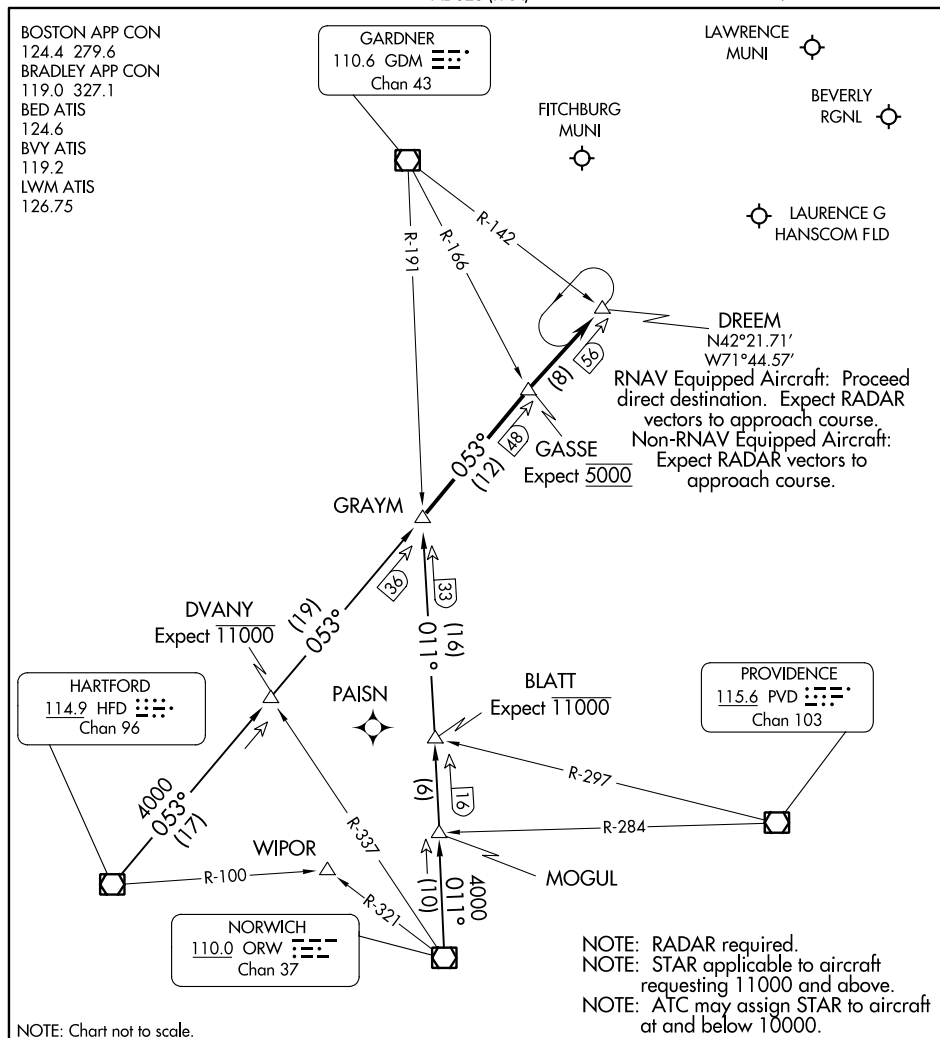 BOSTON APP CON
124.4 279.6
BRADLEY APP CON
119.0 327.1
BED ATIS
124.6
BVY ATIS
119.2
LWM ATIS
126.75
GARDNER
110.6 GDM
Chan 43
LAWRENCE
MUNI
BEVERLY
RGNL
FITCHBURG
MUNI
LAURENCE G
HANSCOM FLD
R-191
R-166
R-142
DREEM
N42°21.71'
W71°44.57'
RNAV Equipped Aircraft: Proceed
direct destination. Expect RADAR
vectors to approach course.
Non-RNAV Equipped Aircraft:
Expect RADAR vectors to
approach course.
56
(8)
GASSE
Expect 5000
48
053°
(12)
GRAYM
36
33
(19)
053°
(16)
011°
DVANY
Expect 11000
HARTFORD
114.9 HFD
Chan 96
PAISN
BLATT
Expect 11000
PROVIDENCE
115.6 PVD
Chan 103
R-297
R-284
(6)
16
MOGUL
4000
053°
(17)
R-337
WIPOR
R-100
R-321
(10)
011°
4000
NORWICH
110.0 ORW
Chan 37
NOTE: RADAR required.
NOTE: STAR applicable to aircraft
requesting 11000 and above.
NOTE: ATC may assign STAR to aircraft
at and below 10000.
NOTE: Chart not to scale.